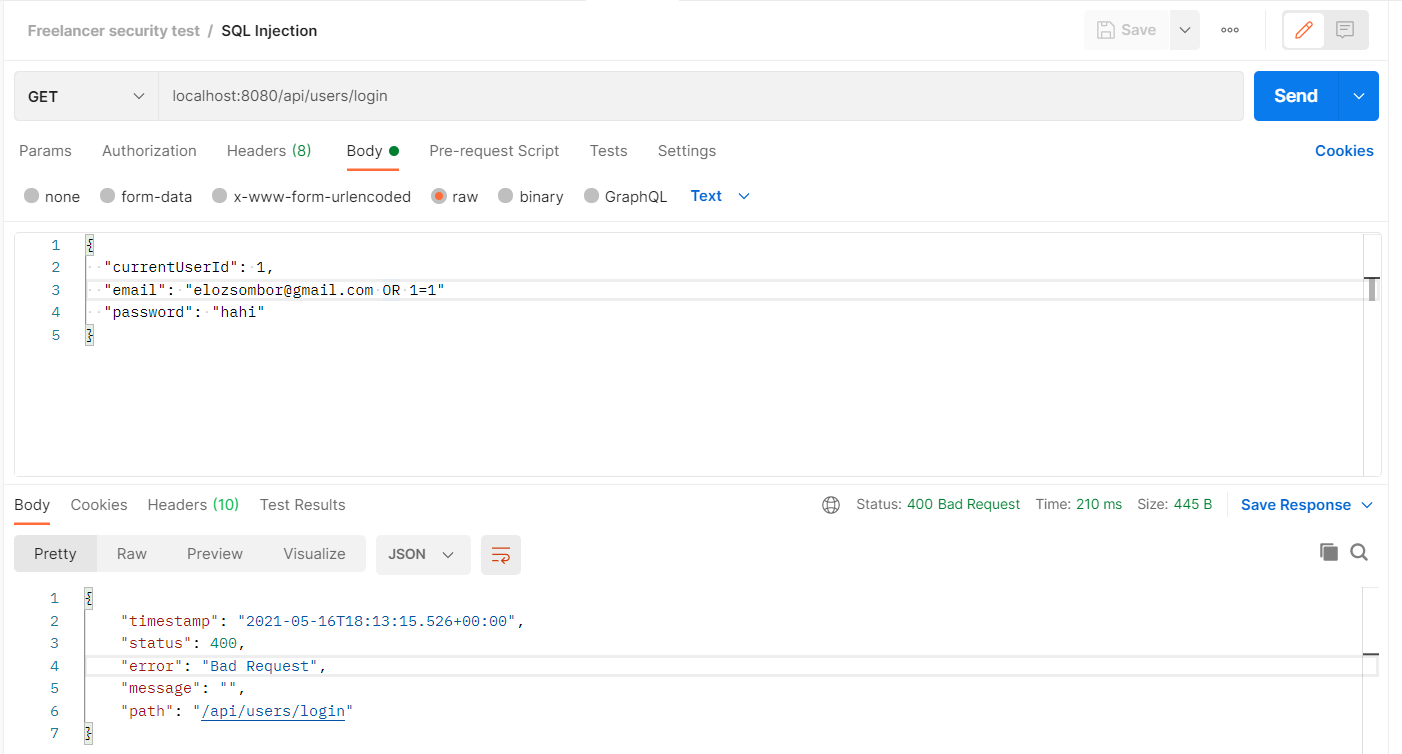 Freelancer security test / SQL Injection
Save
GET
localhost:8080/api/users/login
Send
Params Authorization Headers (8) Body Pre-request Script Tests Settings Cookies
none form-data x-www-form-urlencoded raw binary GraphQL Text
1 {
2 "currentUserId": 1,
3 "email": "elozsombor@gmail.com OR 1=1"
4 "password": "hahi"
5 }
Body Cookies Headers (10) Test Results Status: 400 Bad Request Time: 210 ms Size: 445 B Save Response
Pretty Raw Preview Visualize JSON
1 {
2 "timestamp": "2021-05-16T18:13:15.526+00:00",
3 "status": 400,
4 "error": "Bad Request",
5 "message": "",
6 "path": "/api/users/login"
7 }